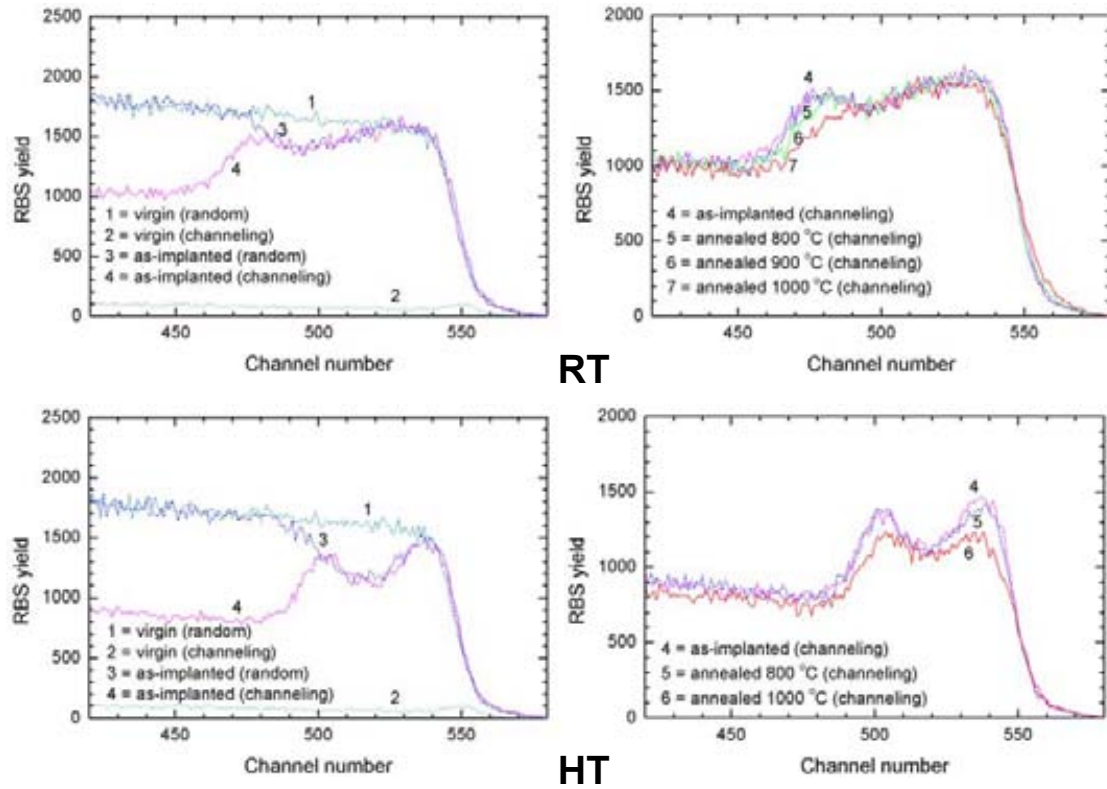 2500
2000
1500
1000
500
0
RBS yield
1
3
4
2
1 = virgin (random)
2 = virgin (channeling)
3 = as-implanted (random)
4 = as-implanted (channeling)
450 500 550
Channel number
2000
1500
1000
500
0
RBS yield
4
5
6
7
4 = as-implanted (channeling)
5 = annealed 800 °C (channeling)
6 = annealed 900 °C (channeling)
7 = annealed 1000 °C (channeling)
450 500 550
Channel number
RT
2500
2000
1500
1000
500
0
RBS yield
1
3
4
2
1 = virgin (random)
2 = virgin (channeling)
3 = as-implanted (random)
4 = as-implanted (channeling)
450 500 550
Channel number
2000
1500
1000
500
0
RBS yield
4
5
6
4 = as-implanted (channeling)
5 = annealed 800 °C (channeling)
6 = annealed 1000 °C (channeling)
450 500 550
Channel number
HT